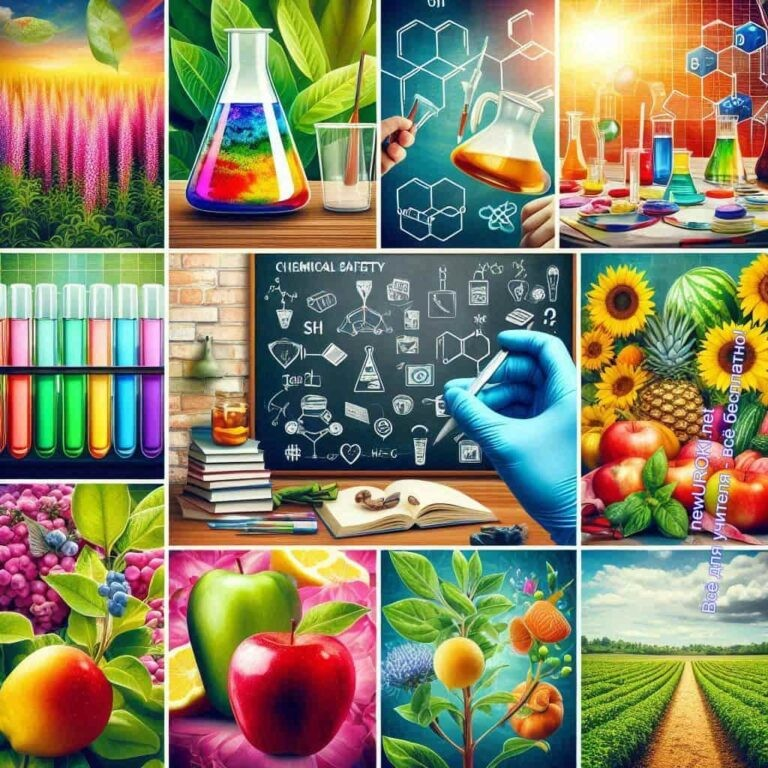 CHEMICAL SAFETY
SH
B
D
H=-C
newUROKI.net
Всё для учителя - всё бесплатно!